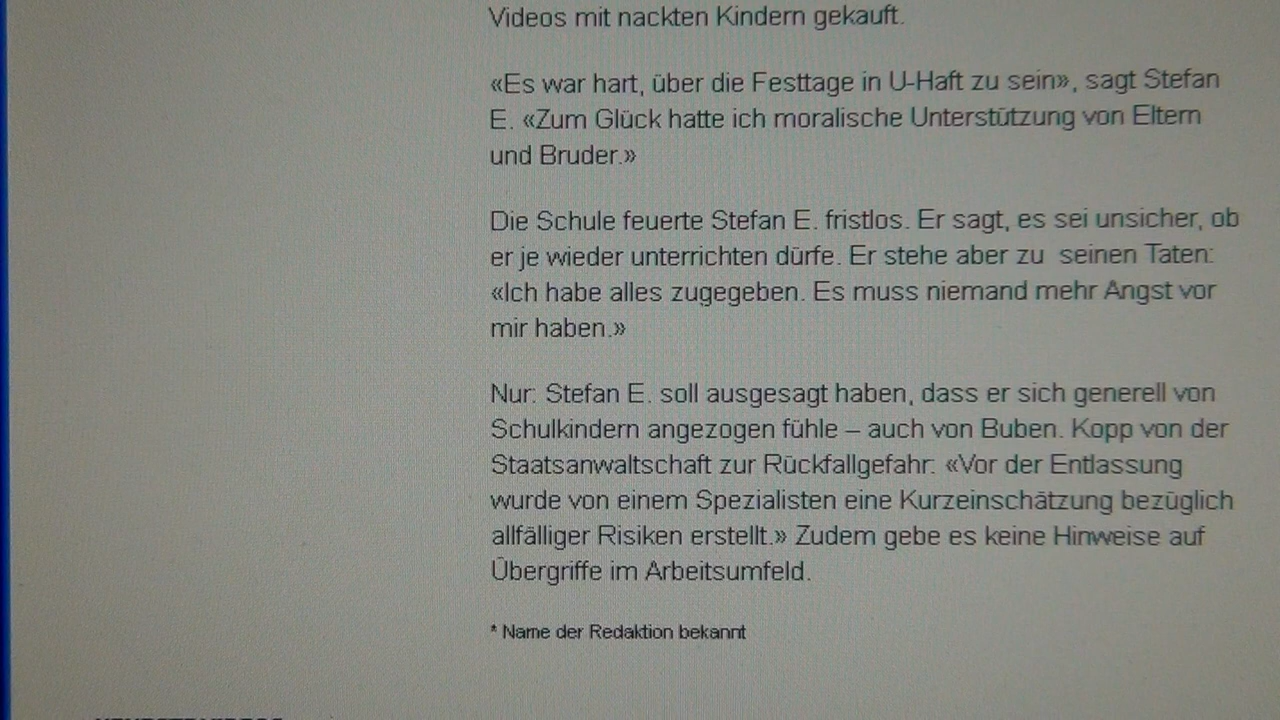 Videos mit nackten Kindern gekauft.
«Es war hart, über die Festtage in U-Haft zu sein», sagt Stefan
E. «Zum Glück hatte ich moralische Unterstützung von Eltern
und Bruder.»
Die Schule feuerte Stefan E. fristlos. Er sagt, es sei unsicher, ob
er je wieder unterrichten dürfe. Er stehe aber zu seinen Taten:
«Ich habe alles zugegeben. Es muss niemand mehr Angst vor
mir haben.»
Nur: Stefan E. soll ausgesagt haben, dass er sich generell von
Schulkindern angezogen fühle – auch von Buben. Kopp von der
Staatsanwaltschaft zur Rückfallgefahr: «Vor der Entlassung
wurde von einem Spezialisten eine Kurzeinschätzung bezüglich
allfälliger Risiken erstellt.» Zudem gebe es keine Hinweise auf
Übergriffe im Arbeitsumfeld.
* Name der Redaktion bekannt